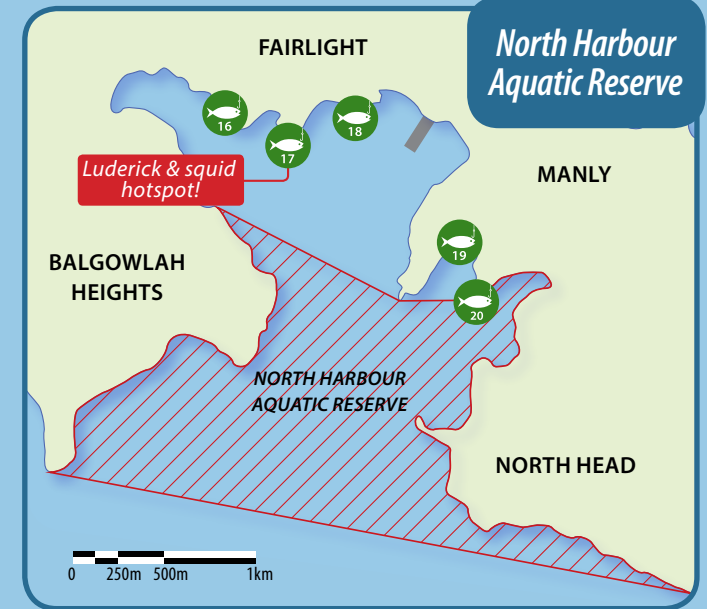 North Harbour
Aquatic Reserve
FAIRLIGHT
16
17
18
Luderick & squid
hotspot!
MANLY
BALGOWLAH
HEIGHTS
19
20
NORTH HARBOUR
AQUATIC RESERVE
NORTH HEAD
0 250m 500m 1km